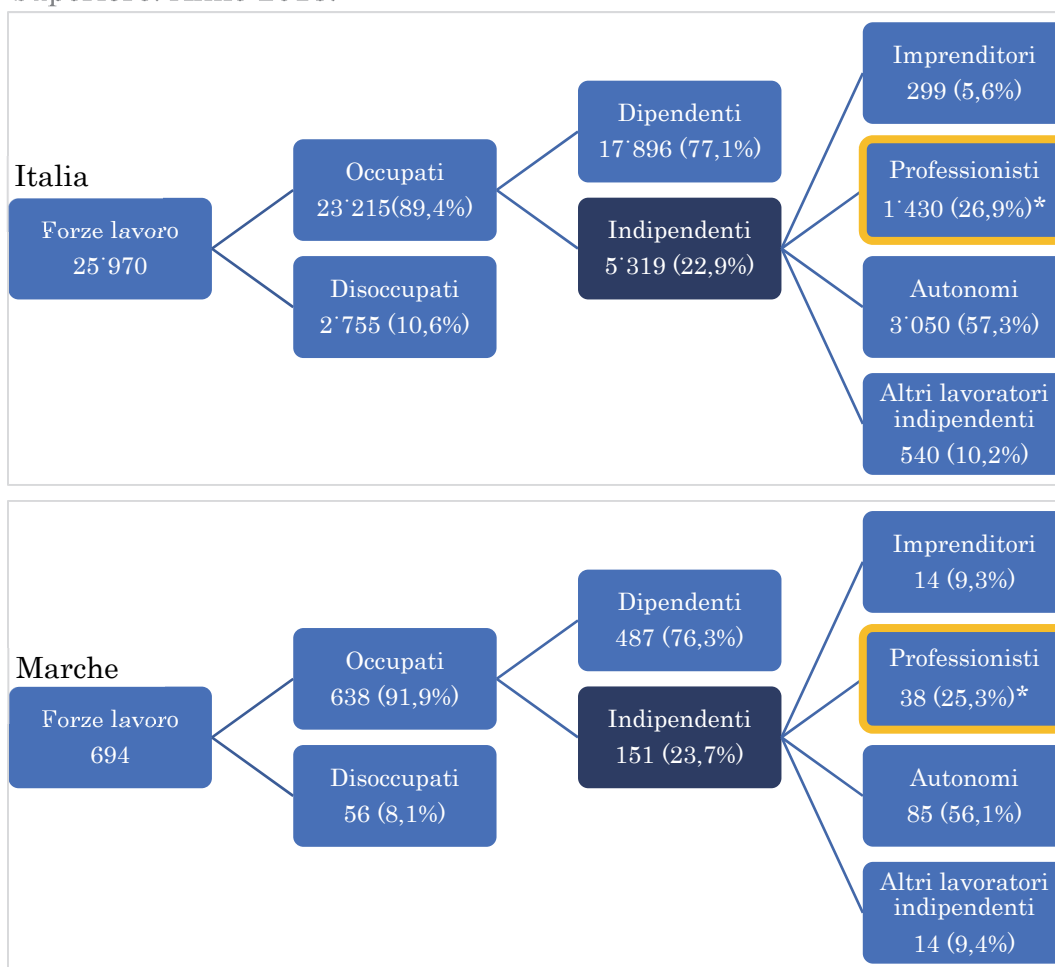 Italia
Forze lavoro
25˙970
Occupati
23˙215(89,4%)
Disoccupati
2˙755 (10,6%)
Dipendenti
17˙896 (77,1%)
Indipendenti
5˙319 (22,9%)
Imprenditori
299 (5,6%)
Professionisti
1˙430 (26,9%)*
Autonomi
3˙050 (57,3%)
Altri lavoratori
indipendenti
540 (10,2%)
Marche
Forze lavoro
694
Occupati
638 (91,9%)
Disoccupati
56 (8,1%)
Dipendenti
487 (76,3%)
Indipendenti
151 (23,7%)
Imprenditori
14 (9,3%)
Professionisti
38 (25,3%)*
Autonomi
85 (56,1%)
Altri lavoratori
indipendenti
14 (9,4%)